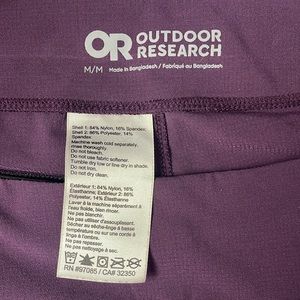 OR OUTDOOR
RESEARCH
M/M Made in Bangladesh / Fabriqué au Bangladesh
Shell 1: 84% Nylon, 16% Spandex.
Shell 2: 86% Polyester, 14%
Spandex.
Machine wash cold separately,
rinse thoroughly.
Do not bleach.
Do not use fabric softener.
Tumble dry low or line dry in shade.
Do not iron.
Do not dry clean.
Extérieur 1: 84% Nylon, 16%
Élasthanne; Extérieur 2: 86%
Polyester, 14% Élasthanne
Laver à la machine séparément à
l'eau froide, bien rincer.
Ne pas blanchir.
Ne pas utiliser d'assouplissant.
Sécher au sèche-linge à basse
température ou à l'ombre.
Ne pas repasser.
Ne pas nettoyer à sec.
RN #97085 / CA# 32350